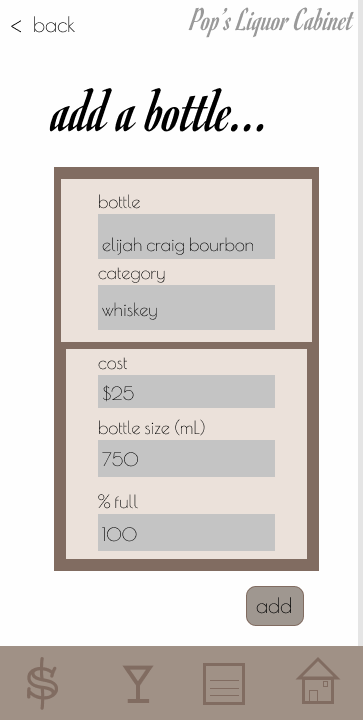 < back
Pop's Liquor Cabinet
add a bottle...
bottle
elijah craig bourbon
category
whiskey
cost
$25
bottle size (mL)
750
% full
100
add
$